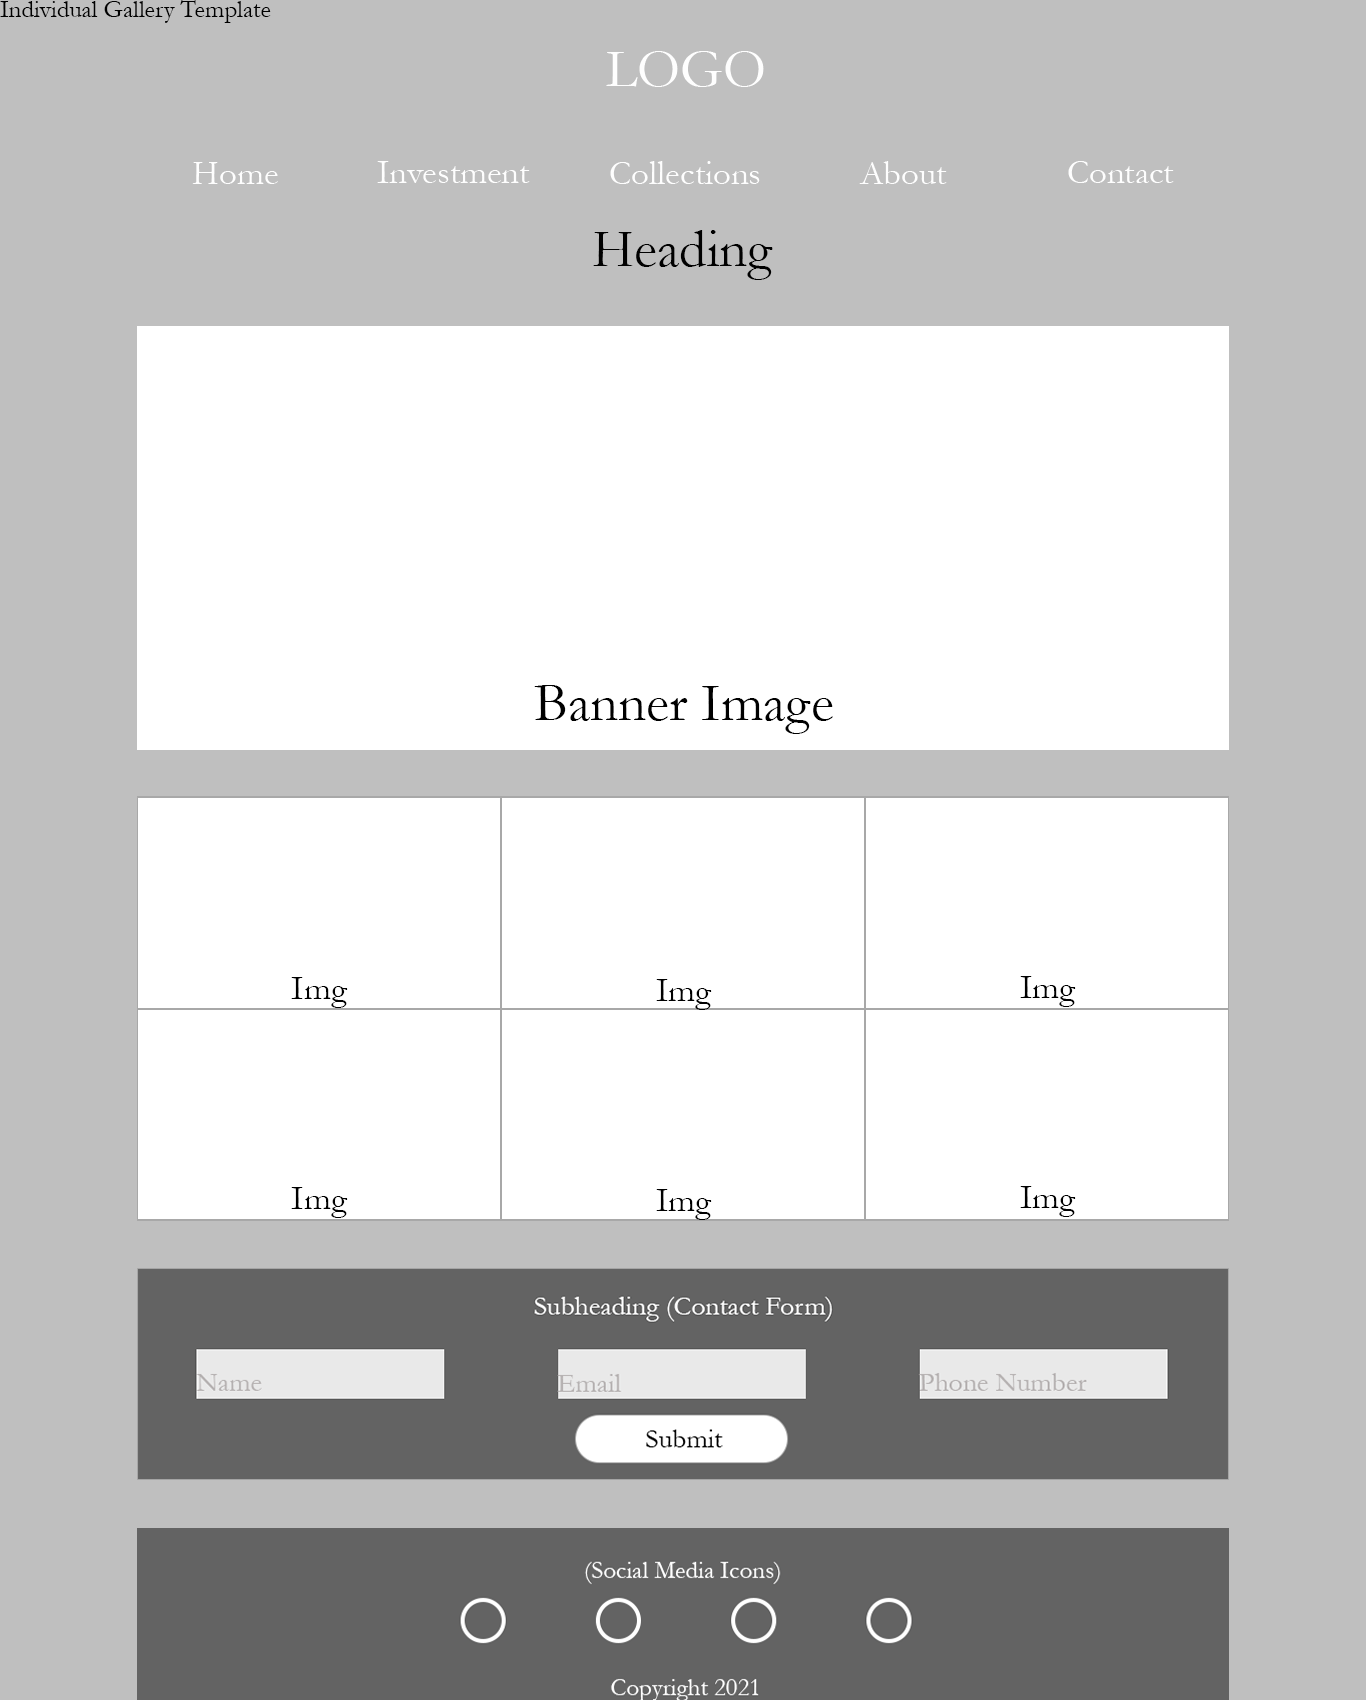 Individual Gallery Template
LOGO
Home Investment Collections About Contact
Heading
Banner Image
Img Img Img
Img Img Img
Subheading (Contact Form)
Name Email Phone Number
Submit
(Social Media Icons)
Copyright 2021